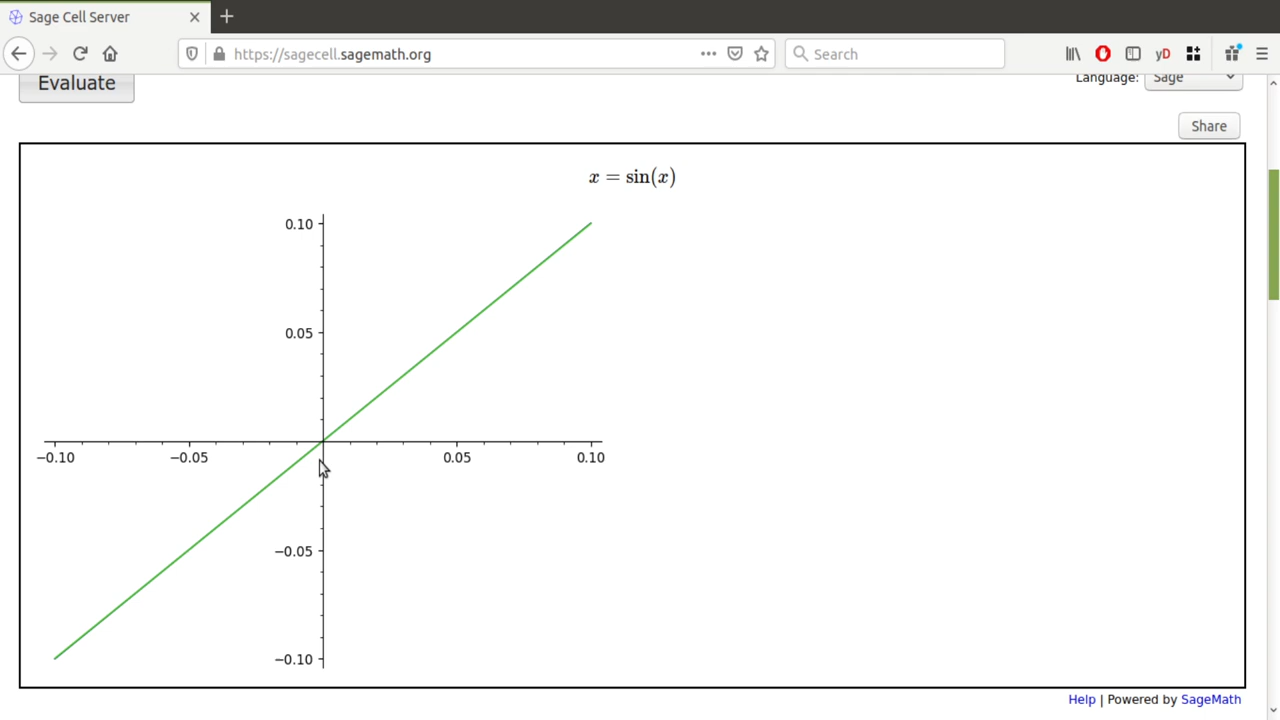 Sage Cell Server
https://sagecell.sagemath.org
Search
yD
Evaluate
Language: Sage
Share
x = sin(x)
0.10
0.05
−0.10 −0.05 0.05 0.10
−0.05
−0.10
Help | Powered by SageMath